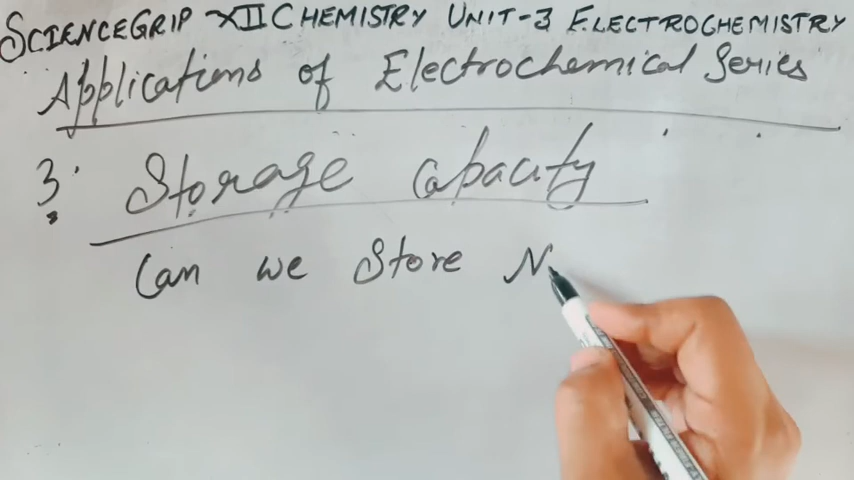 SCIENCEGRIP XII CHEMISTRY UNIT-3 ELECTROCHEMISTRY
Applications of Electrochemical Series
3. Storage Capacity
Can we Store N